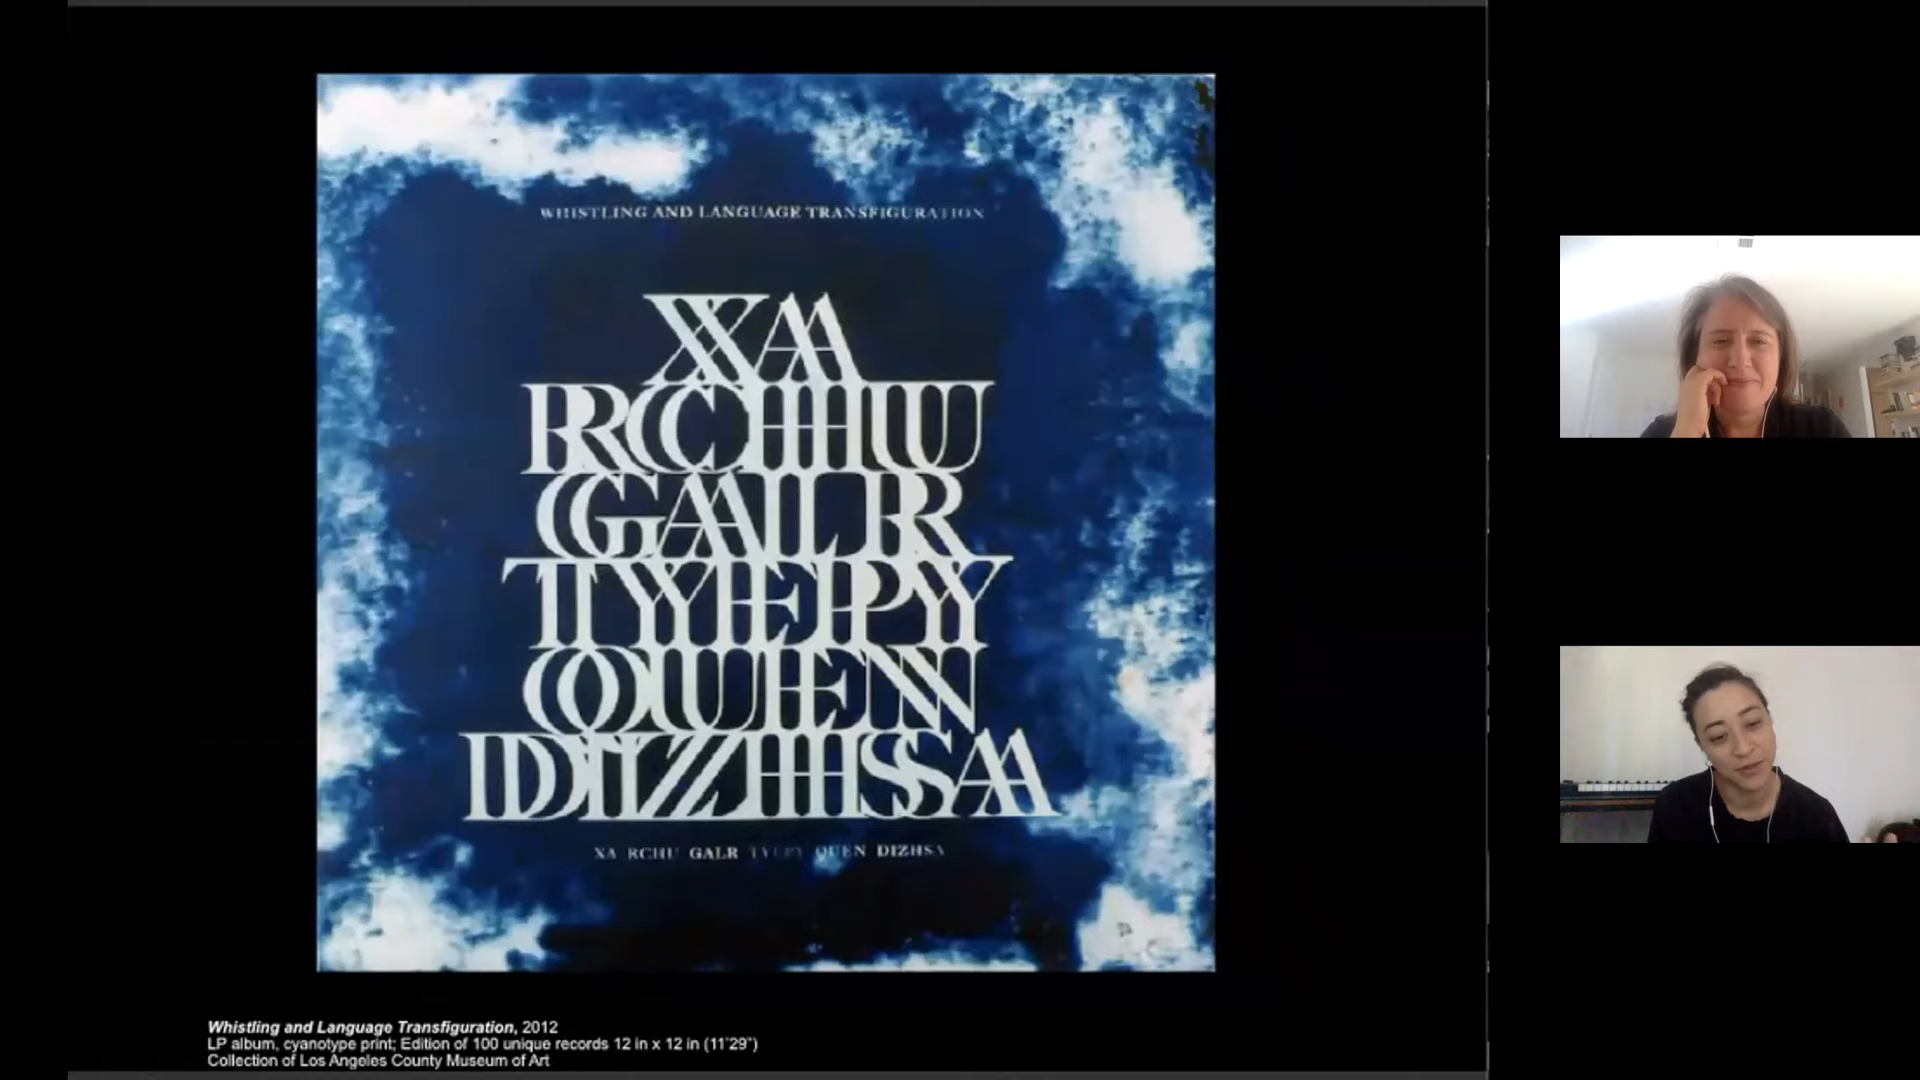 WHISTLING AND LANGUAGE TRANSFIGURATION
XA
RCHU
GALR
TYEPY
QUEN
DIZHSA
XA RCHU GALR TYEPY QUEN DIZHSA
Whistling and Language Transfiguration, 2012
LP album, cyanotype print; Edition of 100 unique records 12 in x 12 in (11'29")
Collection of Los Angeles County Museum of Art